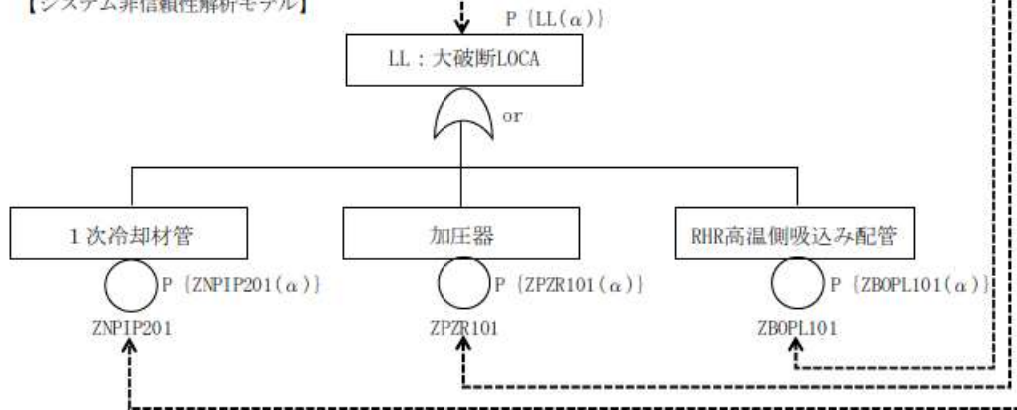 【システム非信頼性解析モデル】
P {LL(α)}
LL：大破断LOCA
or
1次冷却材管
加圧器
RHR高温側吸込み配管
P {ZNPIP201(α)}
P {ZPZR101(α)}
P {ZBOPL101(α)}
ZNPIP201
ZPZR101
ZBOPL101